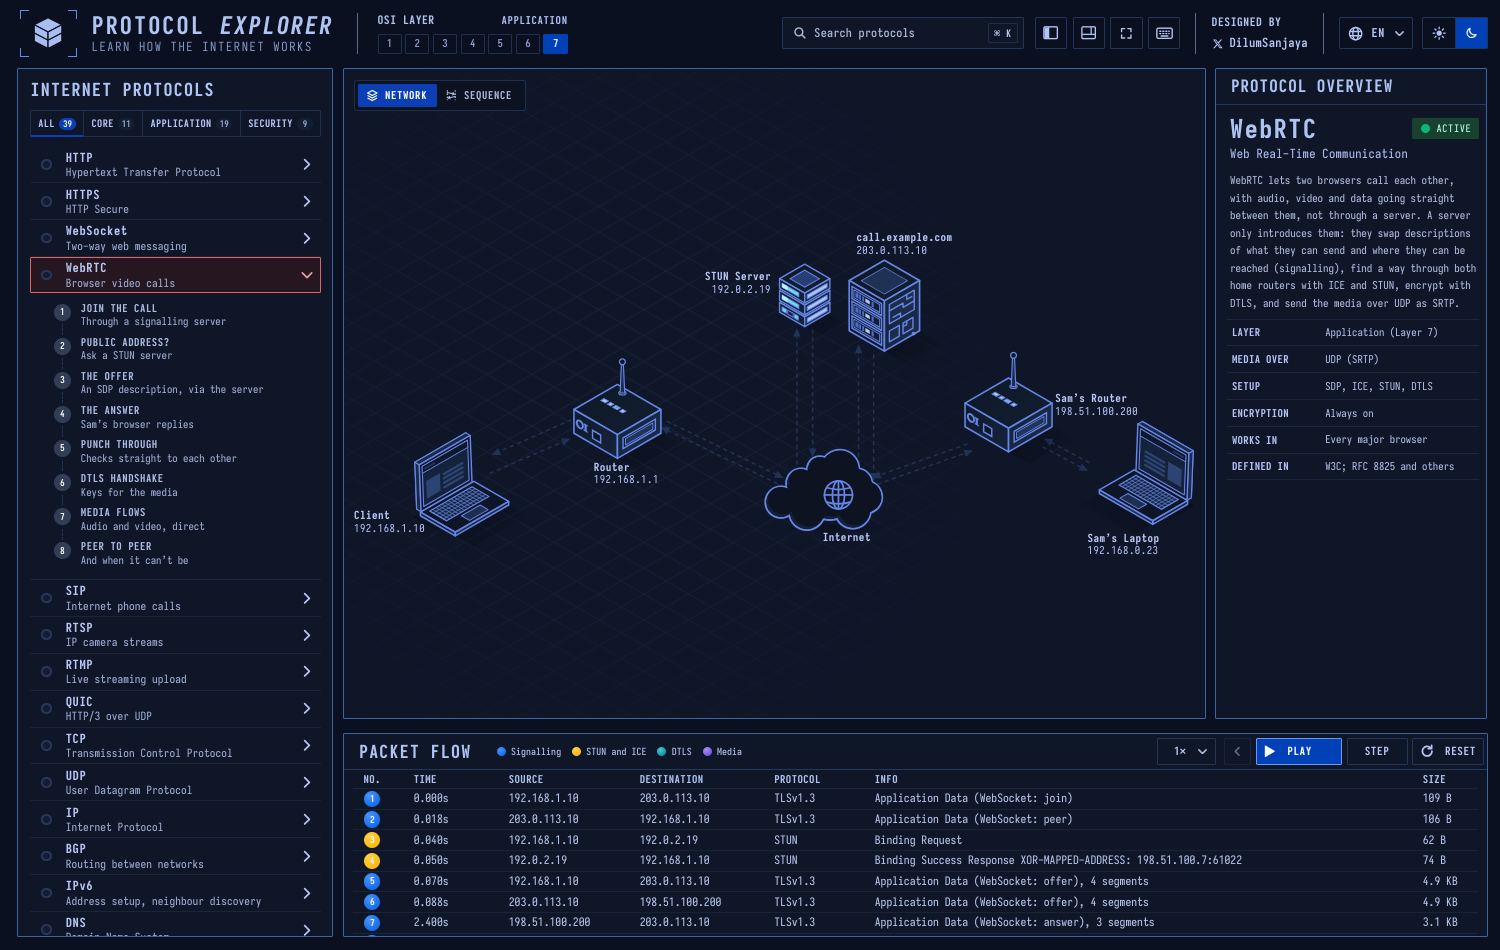 PROTOCOL EXPLORER
LEARN HOW THE INTERNET WORKS
OSI LAYER APPLICATION
1 2 3 4 5 6 7
Search protocols ⌘ K
DESIGNED BY
X DilumSanjaya
EN
INTERNET PROTOCOLS
ALL 39 CORE 11 APPLICATION 19 SECURITY 9
HTTP
Hypertext Transfer Protocol
HTTPS
HTTP Secure
WebSocket
Two-way web messaging
WebRTC
Browser video calls
1 JOIN THE CALL
Through a signalling server
2 PUBLIC ADDRESS?
Ask a STUN server
3 THE OFFER
An SDP description, via the server
4 THE ANSWER
Sam's browser replies
5 PUNCH THROUGH
Checks straight to each other
6 DTLS HANDSHAKE
Keys for the media
7 MEDIA FLOWS
Audio and video, direct
8 PEER TO PEER
And when it can't be
SIP
Internet phone calls
RTSP
IP camera streams
RTMP
Live streaming upload
QUIC
HTTP/3 over UDP
TCP
Transmission Control Protocol
UDP
User Datagram Protocol
IP
Internet Protocol
BGP
Routing between networks
IPv6
Address setup, neighbour discovery
DNS
NETWORK SEQUENCE
call.example.com
203.0.113.10
STUN Server
192.0.2.19
Router
192.168.1.1
Sam's Router
198.51.100.200
Client
192.168.1.10
Internet
Sam's Laptop
192.168.0.23
PROTOCOL OVERVIEW
WebRTC ACTIVE
Web Real-Time Communication
WebRTC lets two browsers call each other,
with audio, video and data going straight
between them, not through a server. A server
only introduces them: they swap descriptions
of what they can send and where they can be
reached (signalling), find a way through both
home routers with ICE and STUN, encrypt with
DTLS, and send the media over UDP as SRTP.
LAYER Application (Layer 7)
MEDIA OVER UDP (SRTP)
SETUP SDP, ICE, STUN, DTLS
ENCRYPTION Always on
WORKS IN Every major browser
DEFINED IN W3C; RFC 8825 and others
PACKET FLOW Signalling STUN and ICE DTLS Media 1× PLAY STEP RESET
NO. TIME SOURCE DESTINATION PROTOCOL INFO SIZE
1 0.000s 192.168.1.10 203.0.113.10 TLSv1.3 Application Data (WebSocket: join) 109 B
2 0.018s 203.0.113.10 192.168.1.10 TLSv1.3 Application Data (WebSocket: peer) 106 B
3 0.040s 192.168.1.10 192.0.2.19 STUN Binding Request 62 B
4 0.050s 192.0.2.19 192.168.1.10 STUN Binding Success Response XOR-MAPPED-ADDRESS: 198.51.100.7:61022 74 B
5 0.070s 192.168.1.10 203.0.113.10 TLSv1.3 Application Data (WebSocket: offer), 4 segments 4.9 KB
6 0.088s 203.0.113.10 198.51.100.200 TLSv1.3 Application Data (WebSocket: offer), 4 segments 4.9 KB
7 2.400s 198.51.100.200 203.0.113.10 TLSv1.3 Application Data (WebSocket: answer), 3 segments 3.1 KB